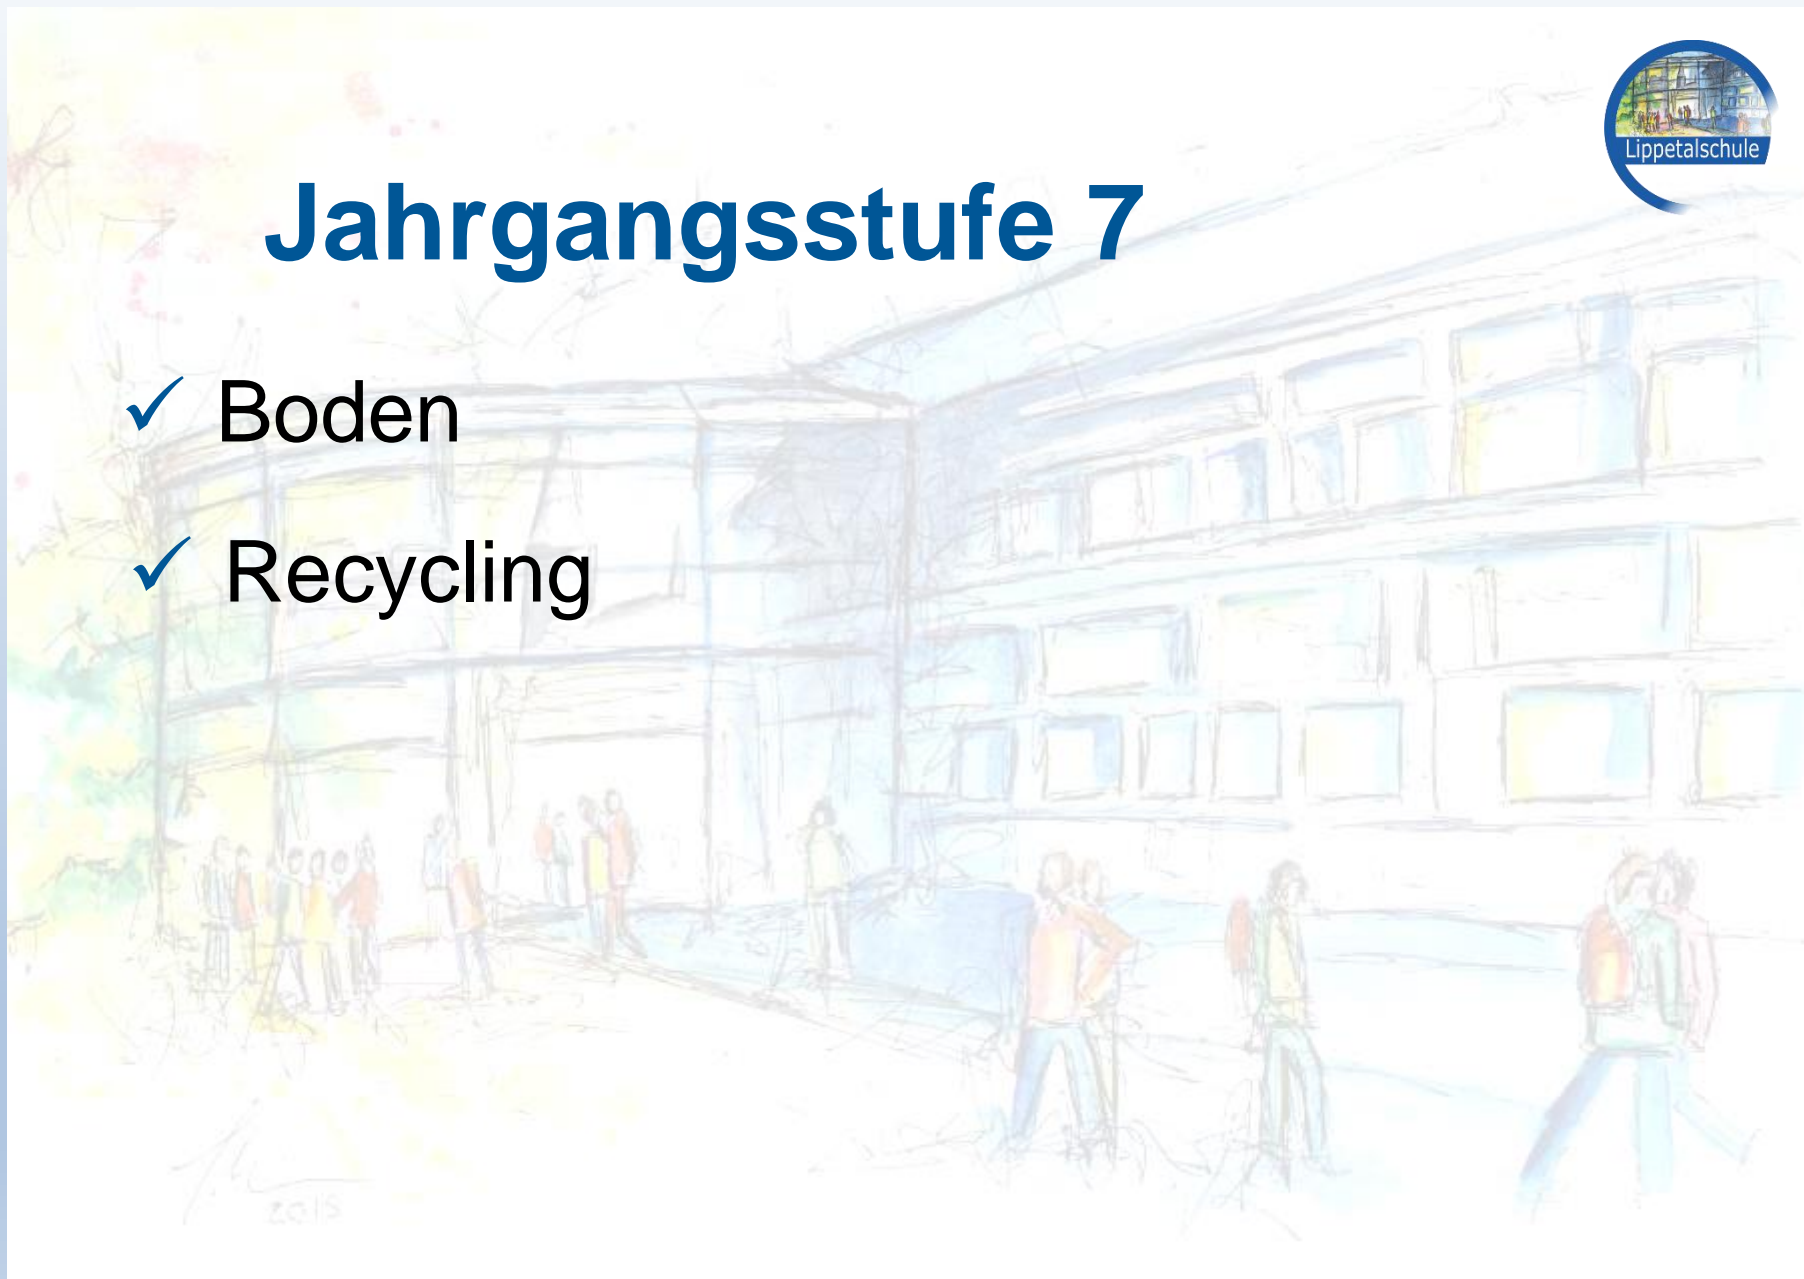 Lippetalschule
Jahrgangsstufe 7
✓ Boden
✓ Recycling